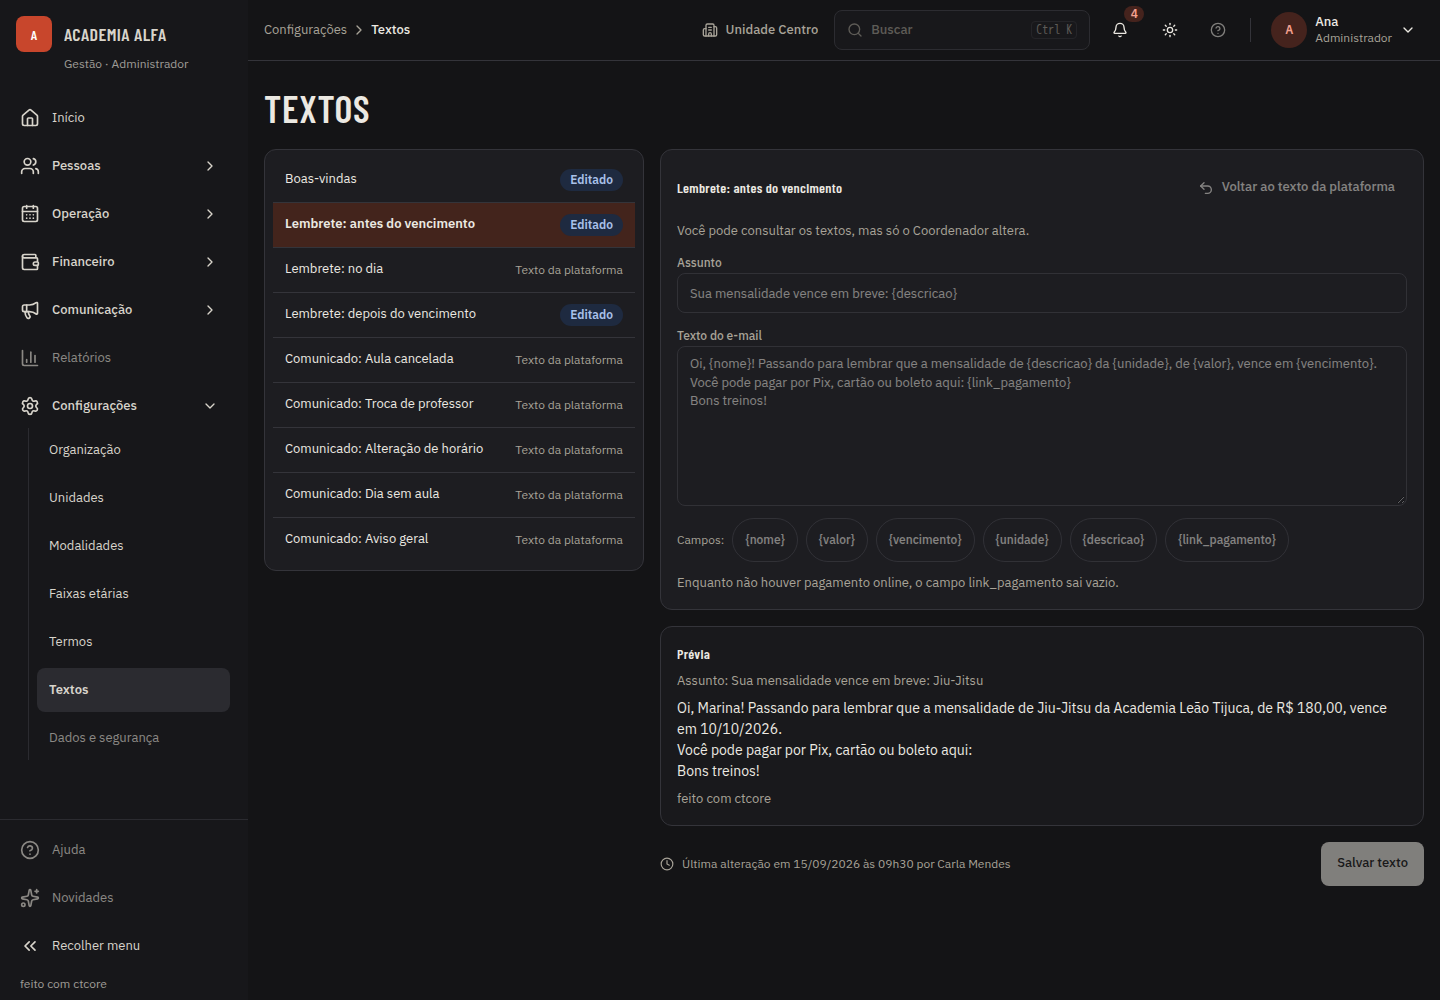 A
ACADEMIA ALFA
Gestão · Administrador
Início
Pessoas
Operação
Financeiro
Comunicação
Relatórios
Configurações
Organização
Unidades
Modalidades
Faixas etárias
Termos
Textos
Dados e segurança
Ajuda
Novidades
Recolher menu
feito com ctcore
Configurações > Textos
Unidade Centro
Buscar
Ctrl K
4
A
Ana
Administrador
TEXTOS
Boas-vindas Editado
Lembrete: antes do vencimento Editado
Lembrete: no dia Texto da plataforma
Lembrete: depois do vencimento Editado
Comunicado: Aula cancelada Texto da plataforma
Comunicado: Troca de professor Texto da plataforma
Comunicado: Alteração de horário Texto da plataforma
Comunicado: Dia sem aula Texto da plataforma
Comunicado: Aviso geral Texto da plataforma
Lembrete: antes do vencimento
Voltar ao texto da plataforma
Você pode consultar os textos, mas só o Coordenador altera.
Assunto
Sua mensalidade vence em breve: {descricao}
Texto do e-mail
Oi, {nome}! Passando para lembrar que a mensalidade de {descricao} da {unidade}, de {valor}, vence em {vencimento}.
Você pode pagar por Pix, cartão ou boleto aqui: {link_pagamento}
Bons treinos!
Campos: {nome} {valor} {vencimento} {unidade} {descricao} {link_pagamento}
Enquanto não houver pagamento online, o campo link_pagamento sai vazio.
Prévia
Assunto: Sua mensalidade vence em breve: Jiu-Jitsu
Oi, Marina! Passando para lembrar que a mensalidade de Jiu-Jitsu da Academia Leão Tijuca, de R$ 180,00, vence
em 10/10/2026.
Você pode pagar por Pix, cartão ou boleto aqui:
Bons treinos!
feito com ctcore
Última alteração em 15/09/2026 às 09h30 por Carla Mendes
Salvar texto